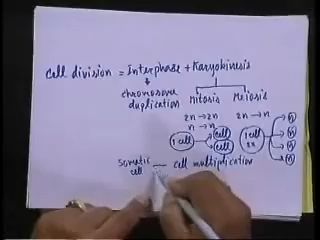 Cell division = Interphase + Karyokinesis
chromosome duplication
Mitosis Meiosis
2n → 2n 2n → n
n → n
1 cell cell cell
1 cell 2n n n n n
Somatic cell — cell multiplication